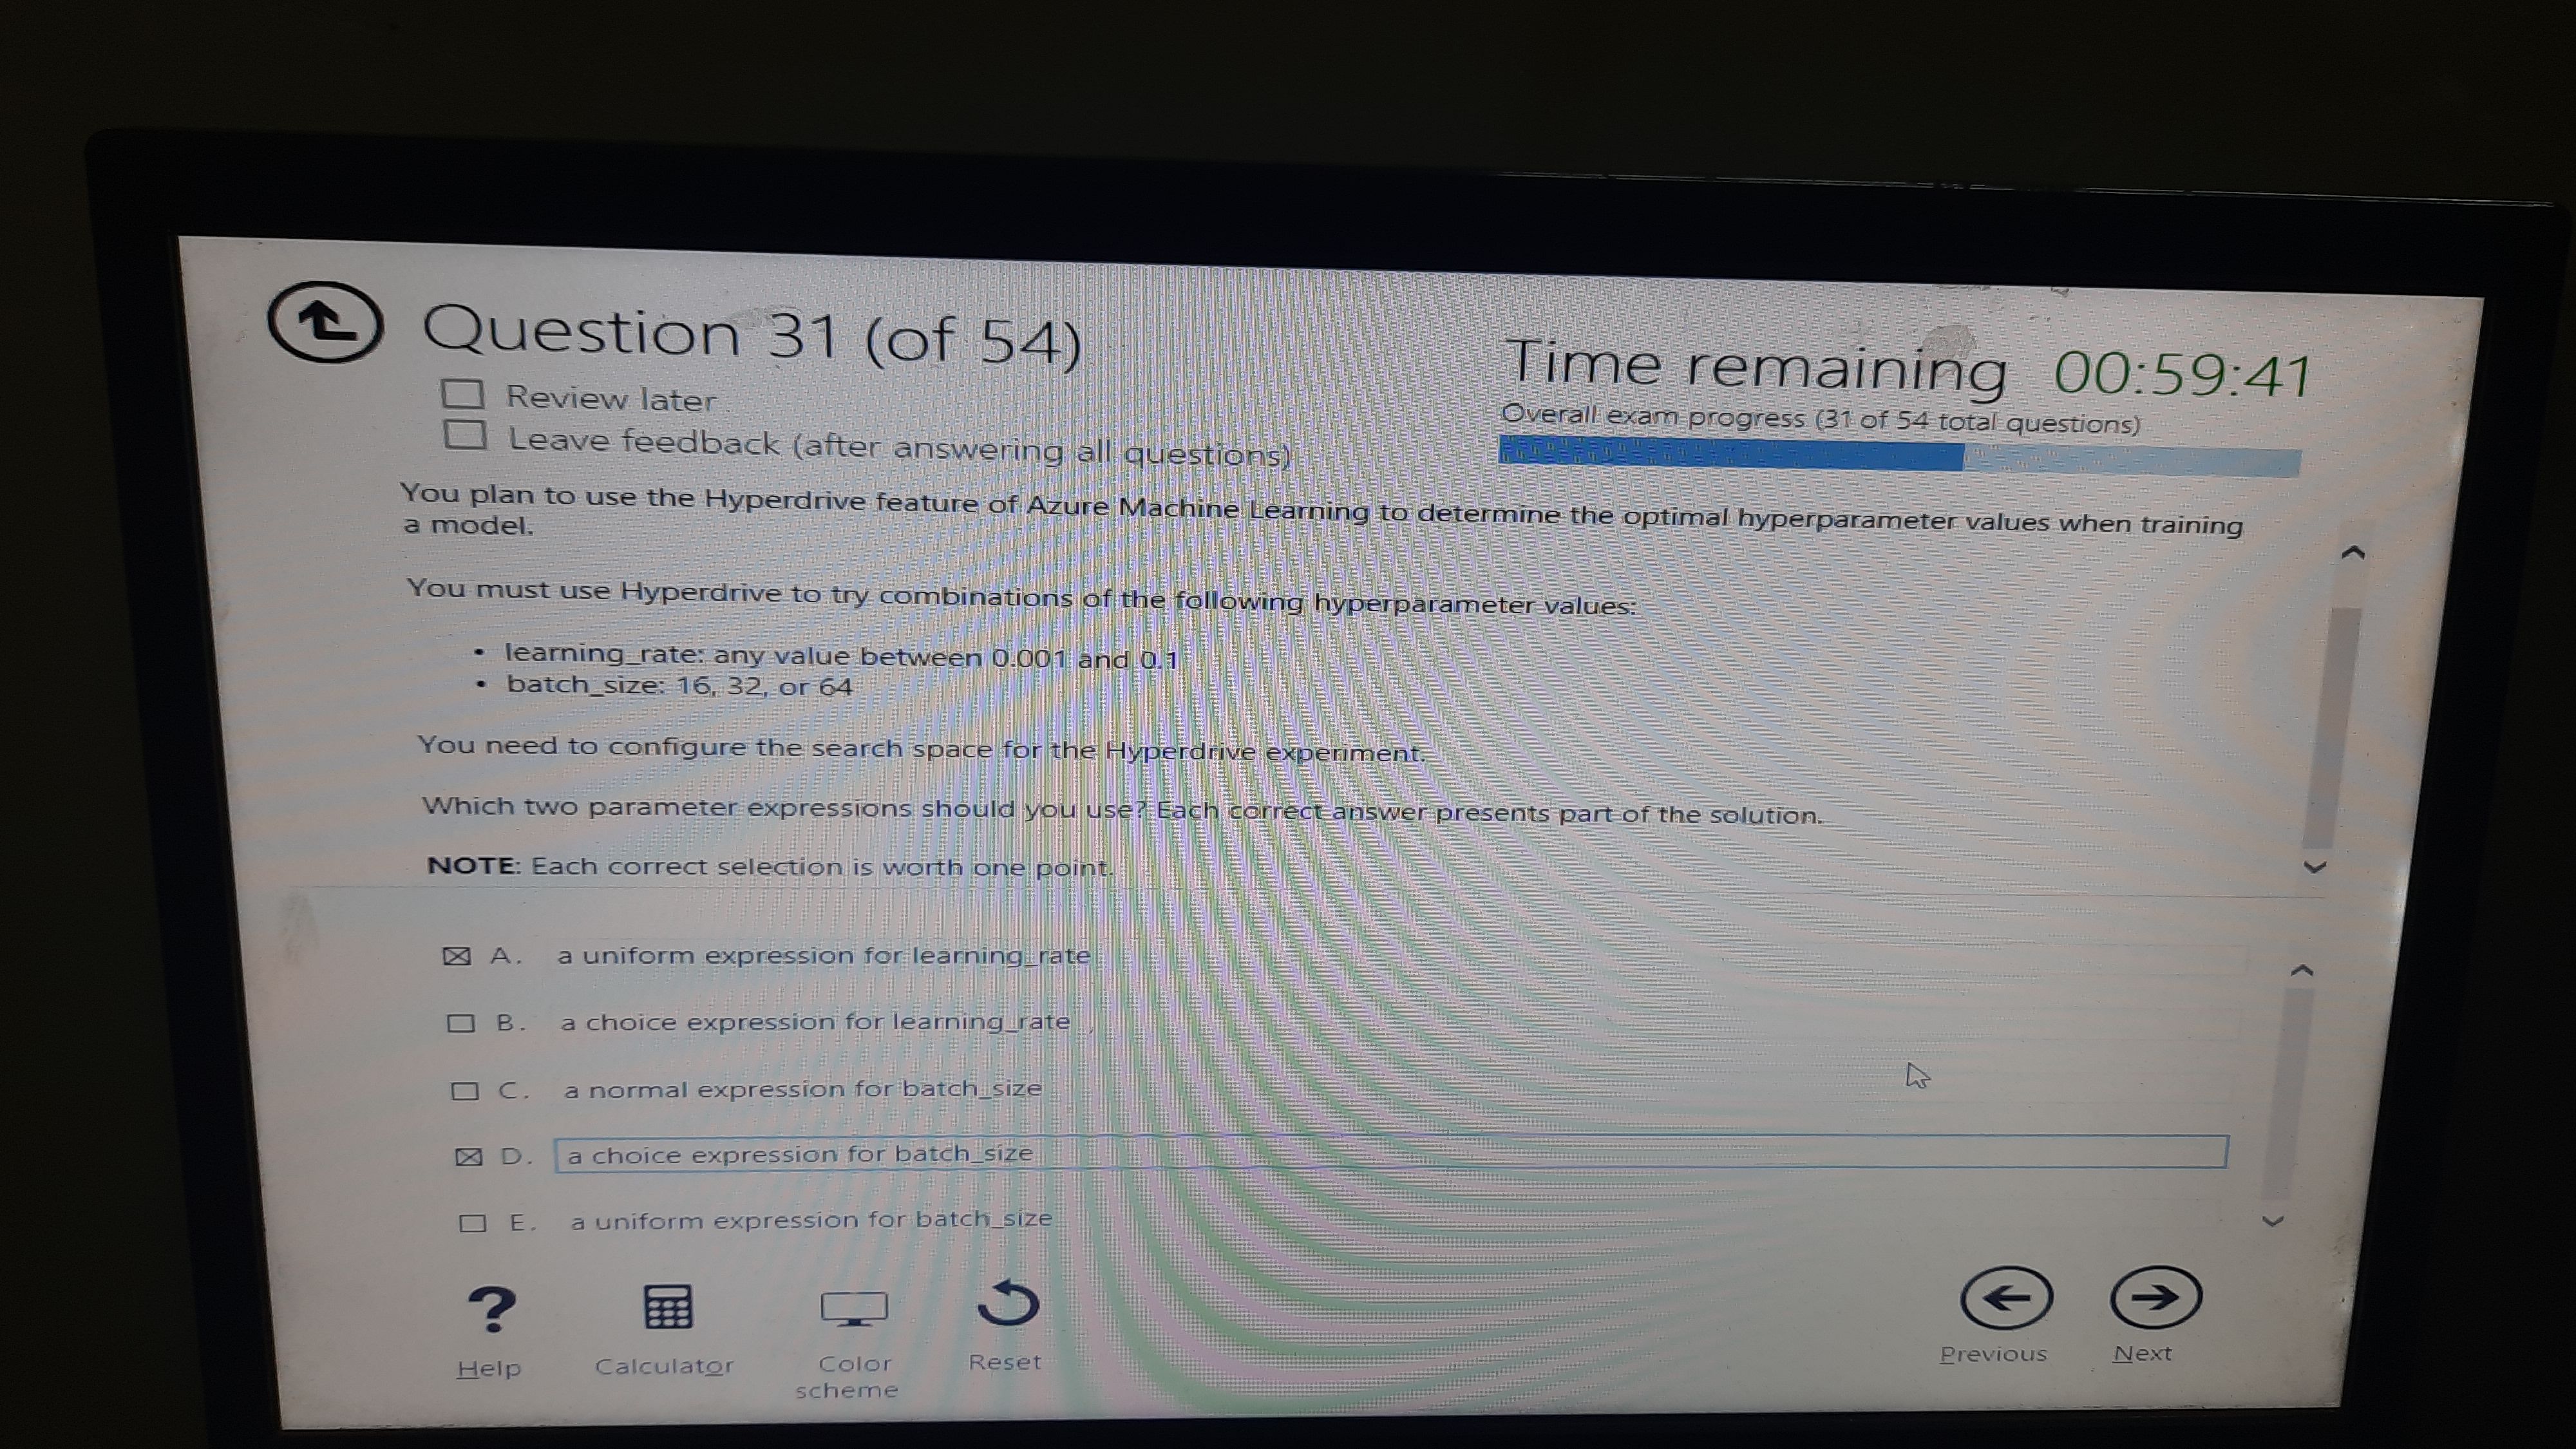 Question 31 (of 54)
Time remaining 00:59:41
Review later
Overall exam progress (31 of 54 total questions)
Leave feedback (after answering all questions)
You plan to use the Hyperdrive feature of Azure Machine Learning to determine the optimal hyperparameter values when training
a model.
You must use Hyperdrive to try combinations of the following hyperparameter values:
• learning_rate: any value between 0.001 and 0.1
• batch_size: 16, 32, or 64
You need to configure the search space for the Hyperdrive experiment.
Which two parameter expressions should you use? Each correct answer presents part of the solution.
NOTE: Each correct selection is worth one point.
A. a uniform expression for learning_rate
B. a choice expression for learning_rate
C. a normal expression for batch_size
D. a choice expression for batch_size
E. a uniform expression for batch_size
?
Help
Calculator
Color
scheme
Reset
Previous
Next